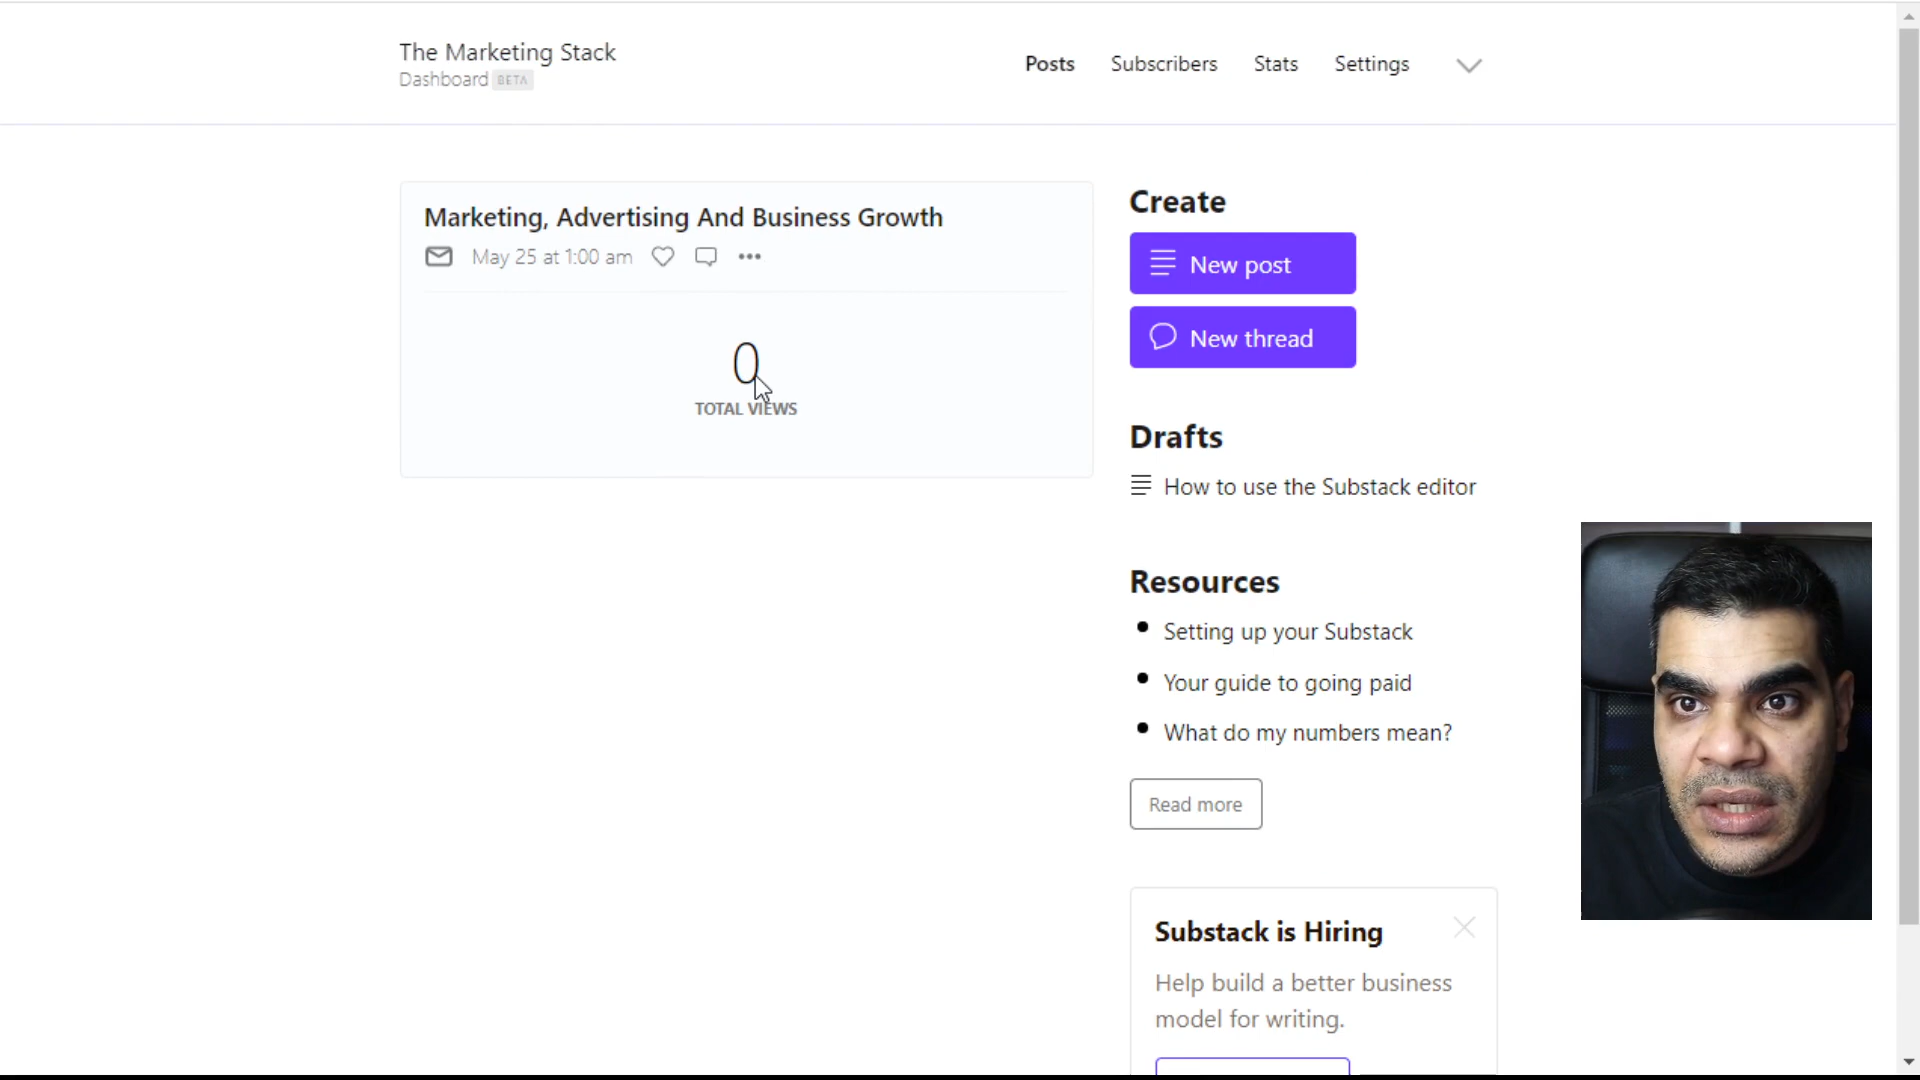 The Marketing Stack
Dashboard BETA
Posts Subscribers Stats Settings
Marketing, Advertising And Business Growth
May 25 at 1:00 am
0
TOTAL VIEWS
Create
New post
New thread
Drafts
How to use the Substack editor
Resources
Setting up your Substack
Your guide to going paid
What do my numbers mean?
Read more
Substack is Hiring
Help build a better business
model for writing.